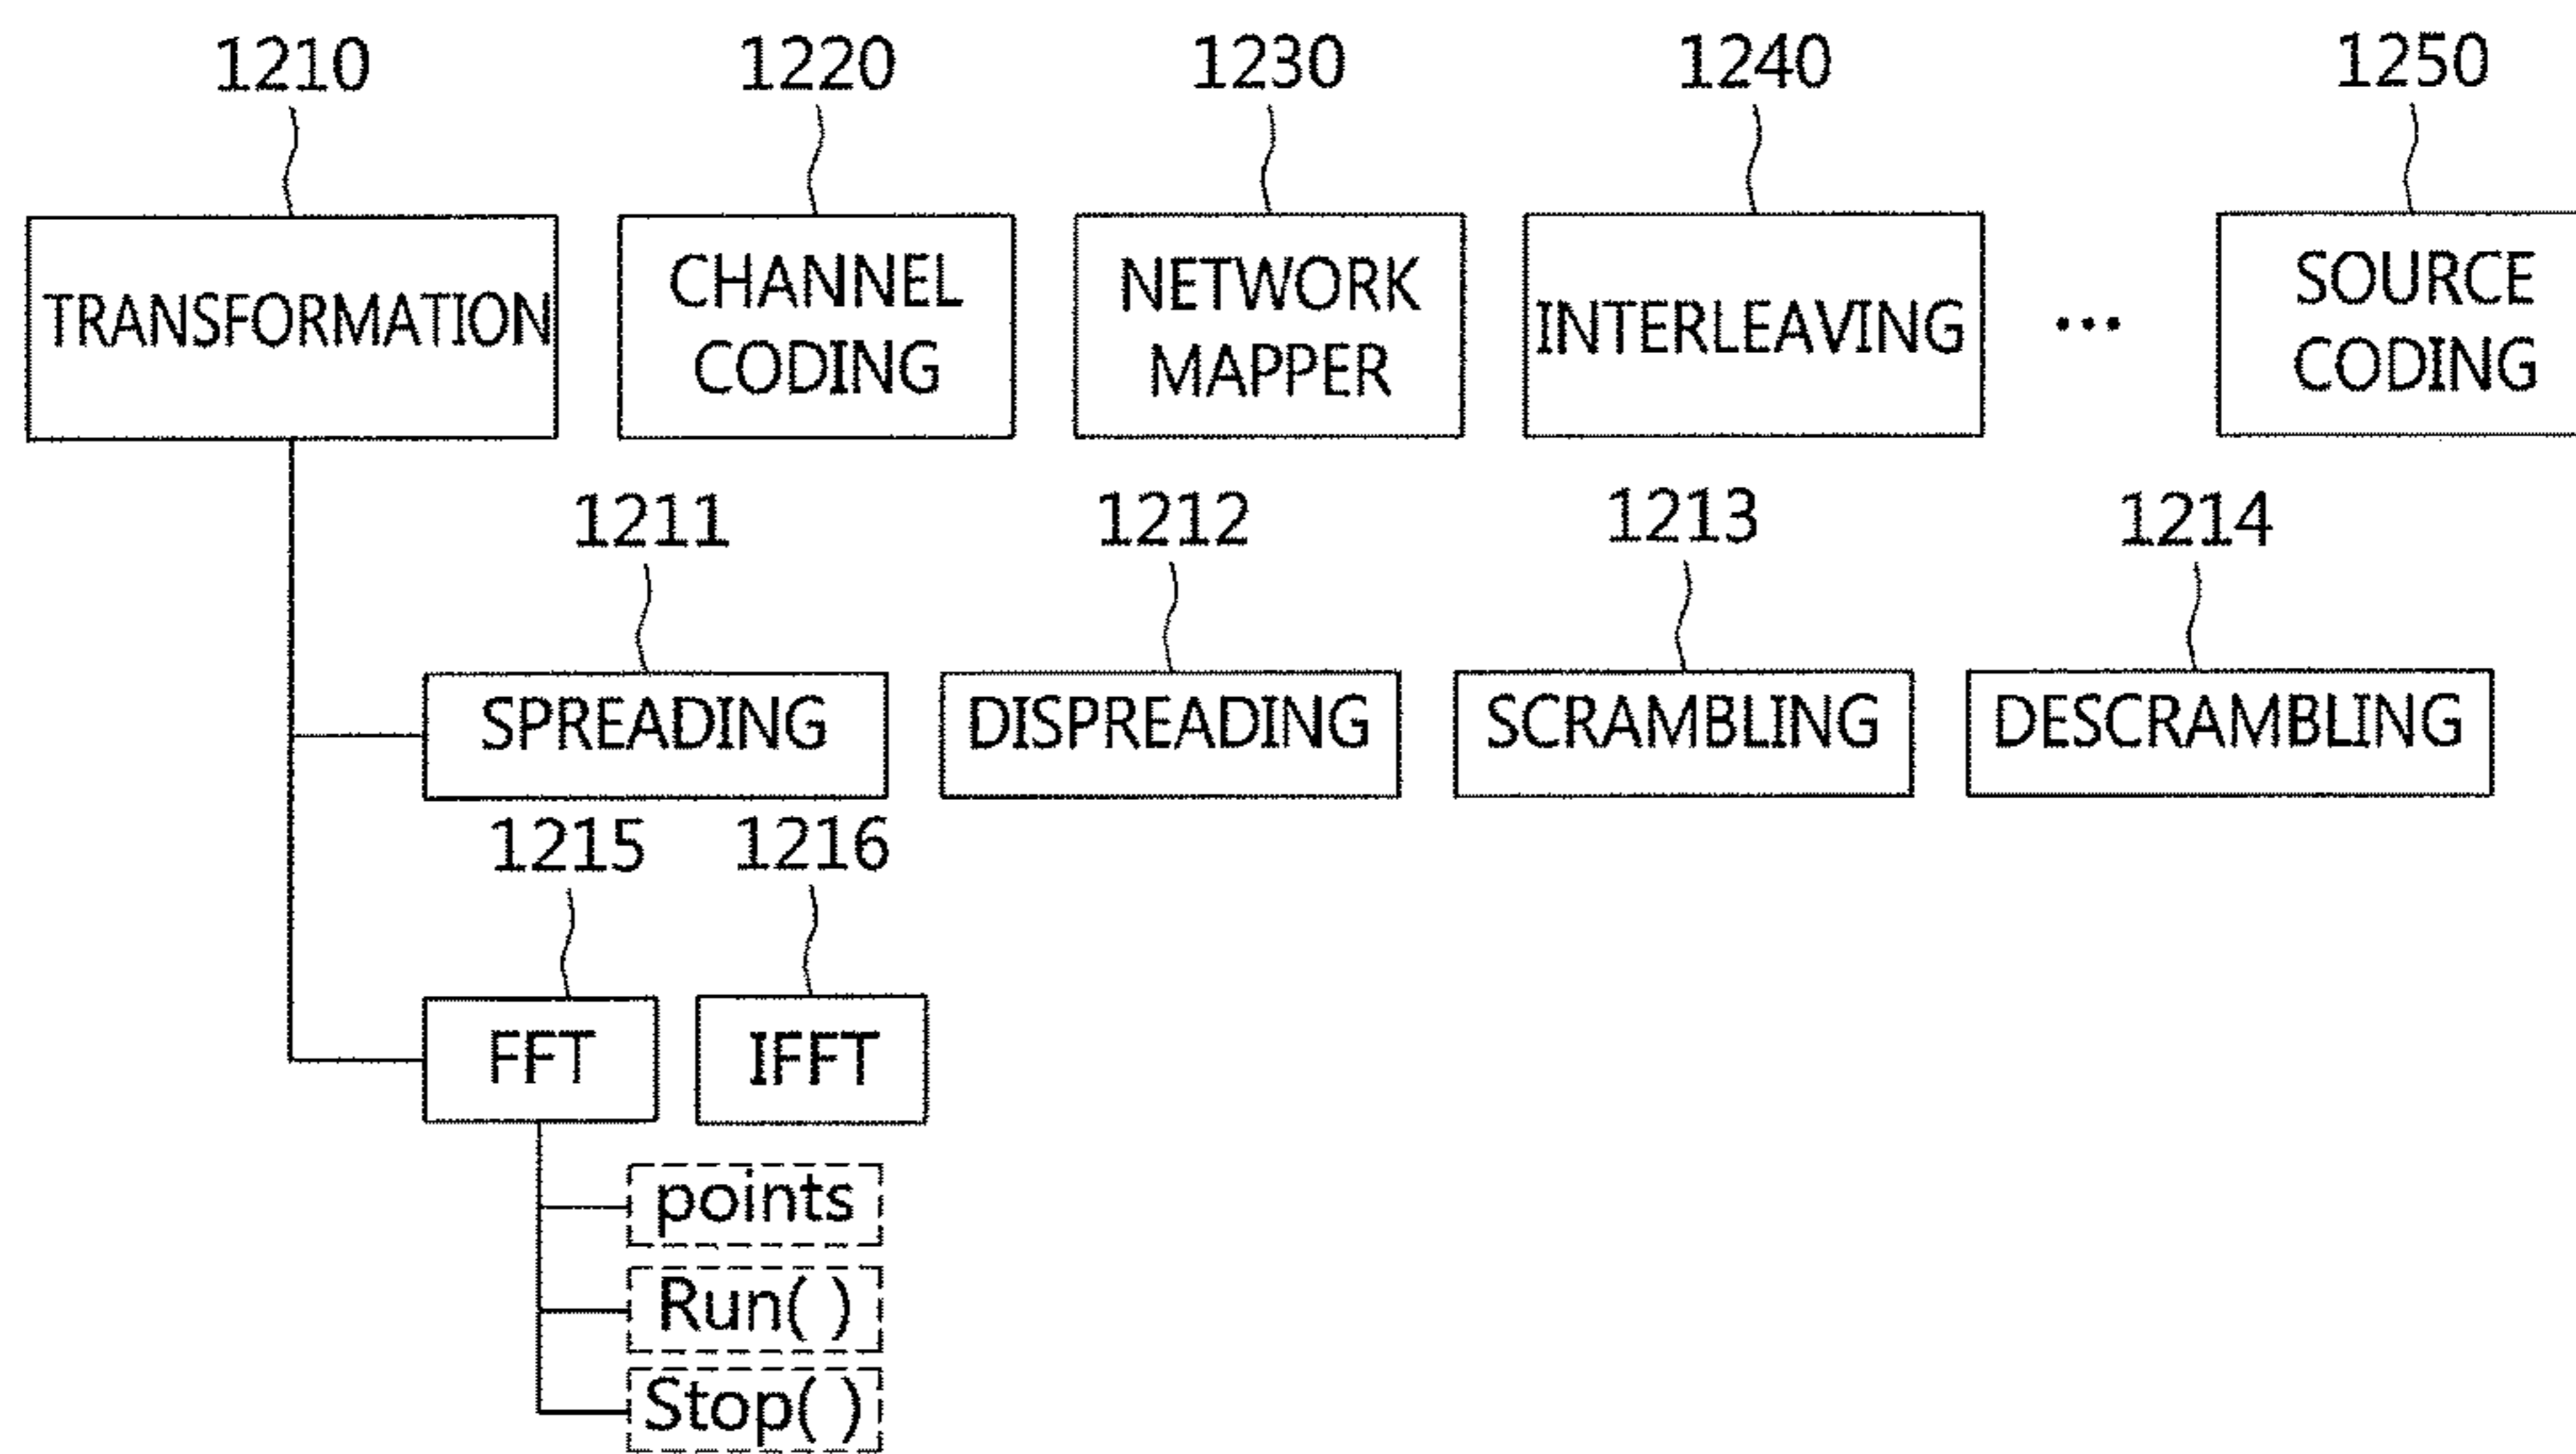 1210 1220 1230 1240 1250
TRANSFORMATION
CHANNEL
CODING
NETWORK
MAPPER
INTERLEAVING
...
SOURCE
CODING
1211 1212 1213 1214
SPREADING DISPREADING SCRAMBLING DESCRAMBLING
1215 1216
FFT IFFT
points
Run( )
Stop( )